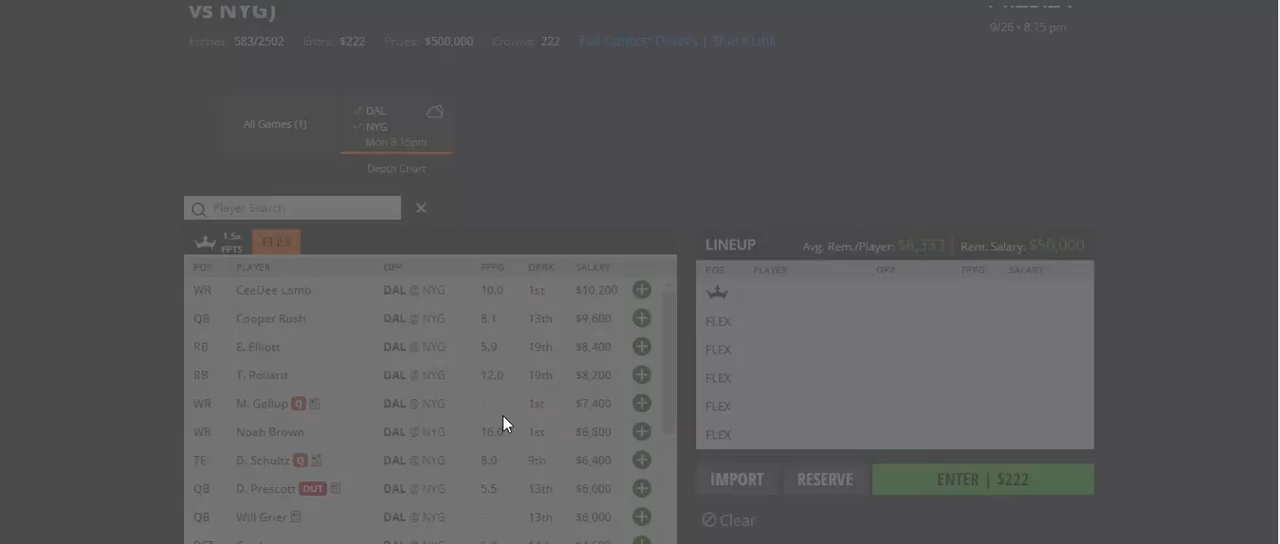 vs NYG)
9/26 • 8:15 pm
Entries: 583/2502 Entry: $222 Prizes: $500,000 Crowns: 222 Full Contest Details | Share Link
All Games (1)
DAL
NYG
Mon 8:15pm
Depth Chart
Player Search
1.5x
FPTS
FLEX
POS PLAYER OPP FPPG OPRK SALARY
WR CeeDee Lamb DAL @ NYG 10.0 1st $10,200
QB Cooper Rush DAL @ NYG 8.1 13th $9,600
RB E. Elliott DAL @ NYG 5.9 19th $8,400
RB T. Pollard DAL @ NYG 12.0 19th $8,200
WR M. Gallup Q DAL @ NYG - 1st $7,400
WR Noah Brown DAL @ NYG 16.0 1st $6,800
TE D. Schultz Q DAL @ NYG 8.0 9th $6,400
QB D. Prescott OUT DAL @ NYG 5.5 13th $6,000
QB Will Grier DAL @ NYG - 13th $6,000
LINEUP Avg. Rem./Player: $8,333 Rem. Salary: $50,000
POS PLAYER OPP FPPG SALARY
FLEX
FLEX
FLEX
FLEX
FLEX
IMPORT RESERVE ENTER | $222
Clear